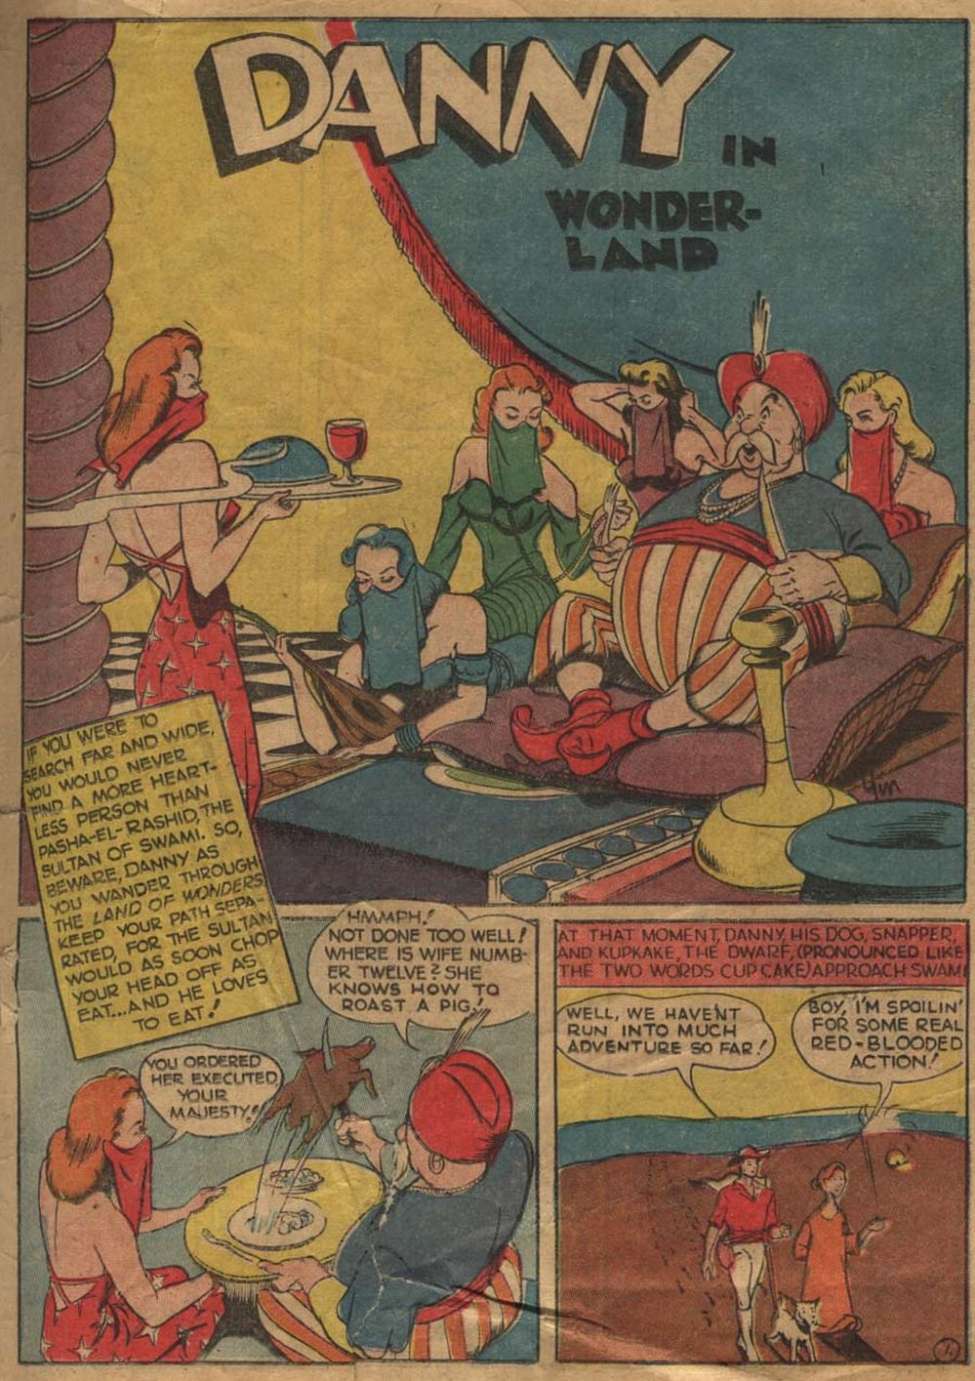 DANNY
IN
WONDER-
LAND
IF YOU WERE TO
SEARCH FAR AND WIDE,
YOU WOULD NEVER
FIND A MORE HEART-
LESS PERSON THAN
PASHA-EL-RASHID, THE
SULTAN OF SWAMI. SO,
BEWARE, DANNY AS
YOU WANDER THROUGH
THE LAND OF WONDERS
KEEP YOUR PATH SEPA-
RATED, FOR THE SULTAN
WOULD AS SOON CHOP
YOUR HEAD OFF AS
EAT...AND HE LOVES
TO EAT!
HMMPH!
NOT DONE TOO WELL!
WHERE IS WIFE NUMB-
ER TWELVE? SHE
KNOWS HOW TO
ROAST A PIG!
YOU ORDERED
HER EXECUTED,
YOUR
MAJESTY!
AT THAT MOMENT, DANNY, HIS DOG, SNAPPER,
AND KUPKAKE, THE DWARF, (PRONOUNCED LIKE
THE TWO WORDS CUP CAKE) APPROACH SWAMI
WELL, WE HAVEN'T
RUN INTO MUCH
ADVENTURE SO FAR!
BOY, I'M SPOILIN'
FOR SOME REAL
RED-BLOODED
ACTION!
1.